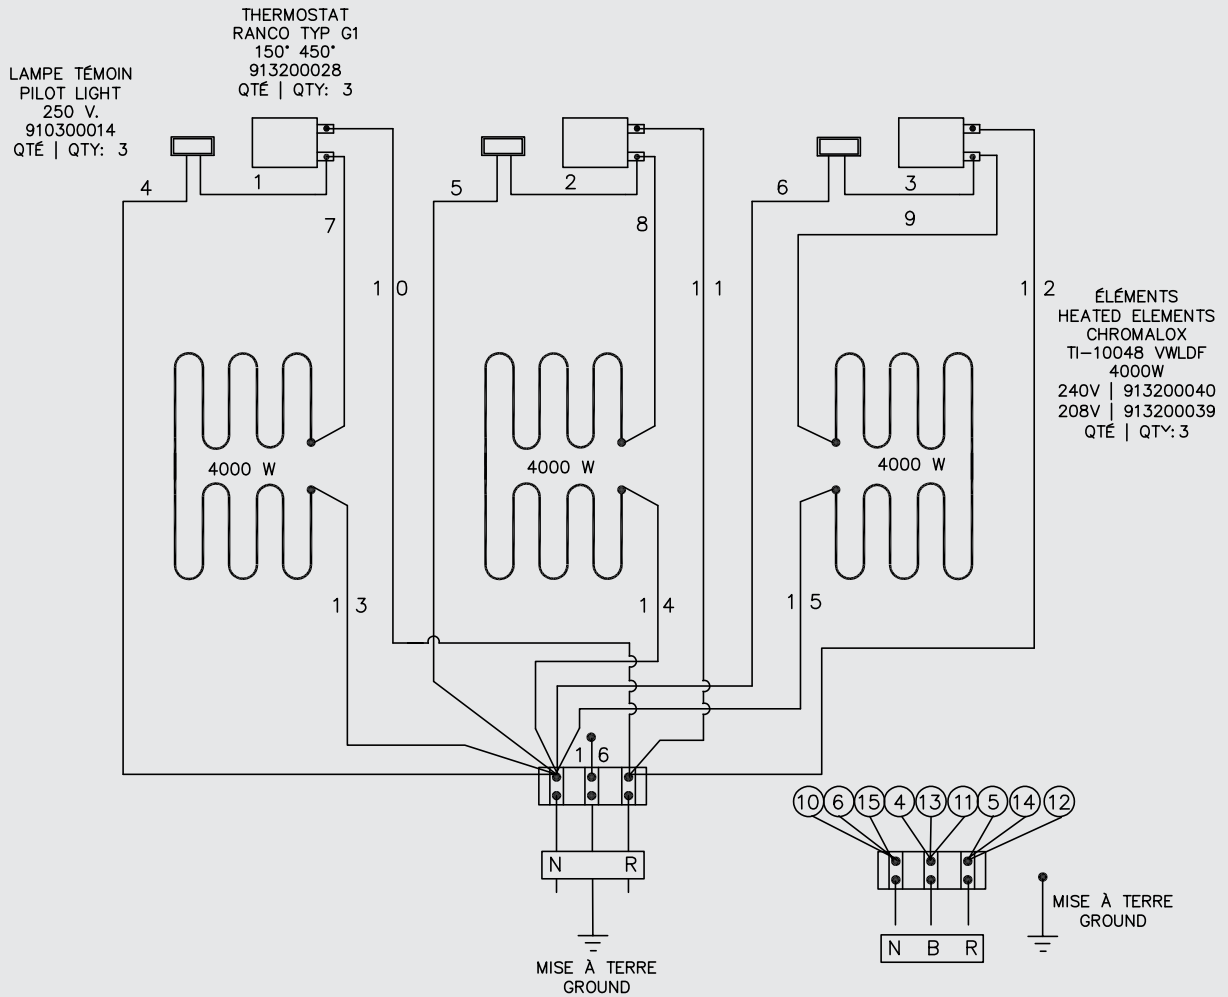 THERMOSTAT
RANCO TYP G1
150° 450°
913200028
QTÉ | QTY: 3
LAMPE TÉMOIN
PILOT LIGHT
250 V.
910300014
QTÉ | QTY: 3
4
1
5
2
6
3
7
8
9
1 0
1 1
1 2
ÉLÉMENTS
HEATED ELEMENTS
CHROMALOX
TI-10048 VWLDF
4000W
240V | 913200040
208V | 913200039
QTÉ | QTY: 3
4000 W
4000 W
4000 W
1 3
1 4
1 5
1 6
N R
MISE À TERRE
GROUND
10 6 15 4 13 11 5 14 12
N B R
MISE À TERRE
GROUND